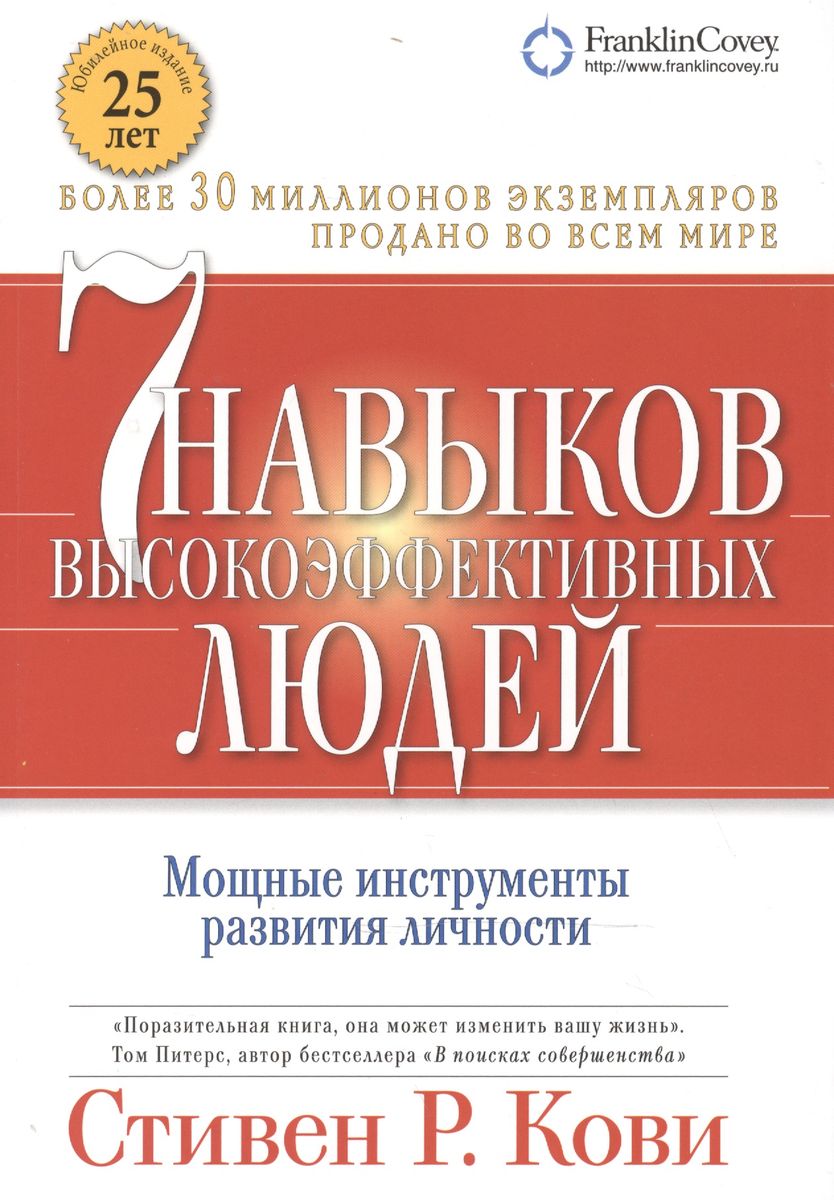 Юбилейное издание
25
лет
FranklinCovey
http://www.franklincovey.ru
БОЛЕЕ 30 МИЛЛИОНОВ ЭКЗЕМПЛЯРОВ
ПРОДАНО ВО ВСЕМ МИРЕ
7 НАВЫКОВ
ВЫСОКОЭФФЕКТИВНЫХ
ЛЮДЕЙ
Мощные инструменты
развития личности
«Поразительная книга, она может изменить вашу жизнь».
Том Питерс, автор бестселлера «В поисках совершенства»
Стивен Р. Кови